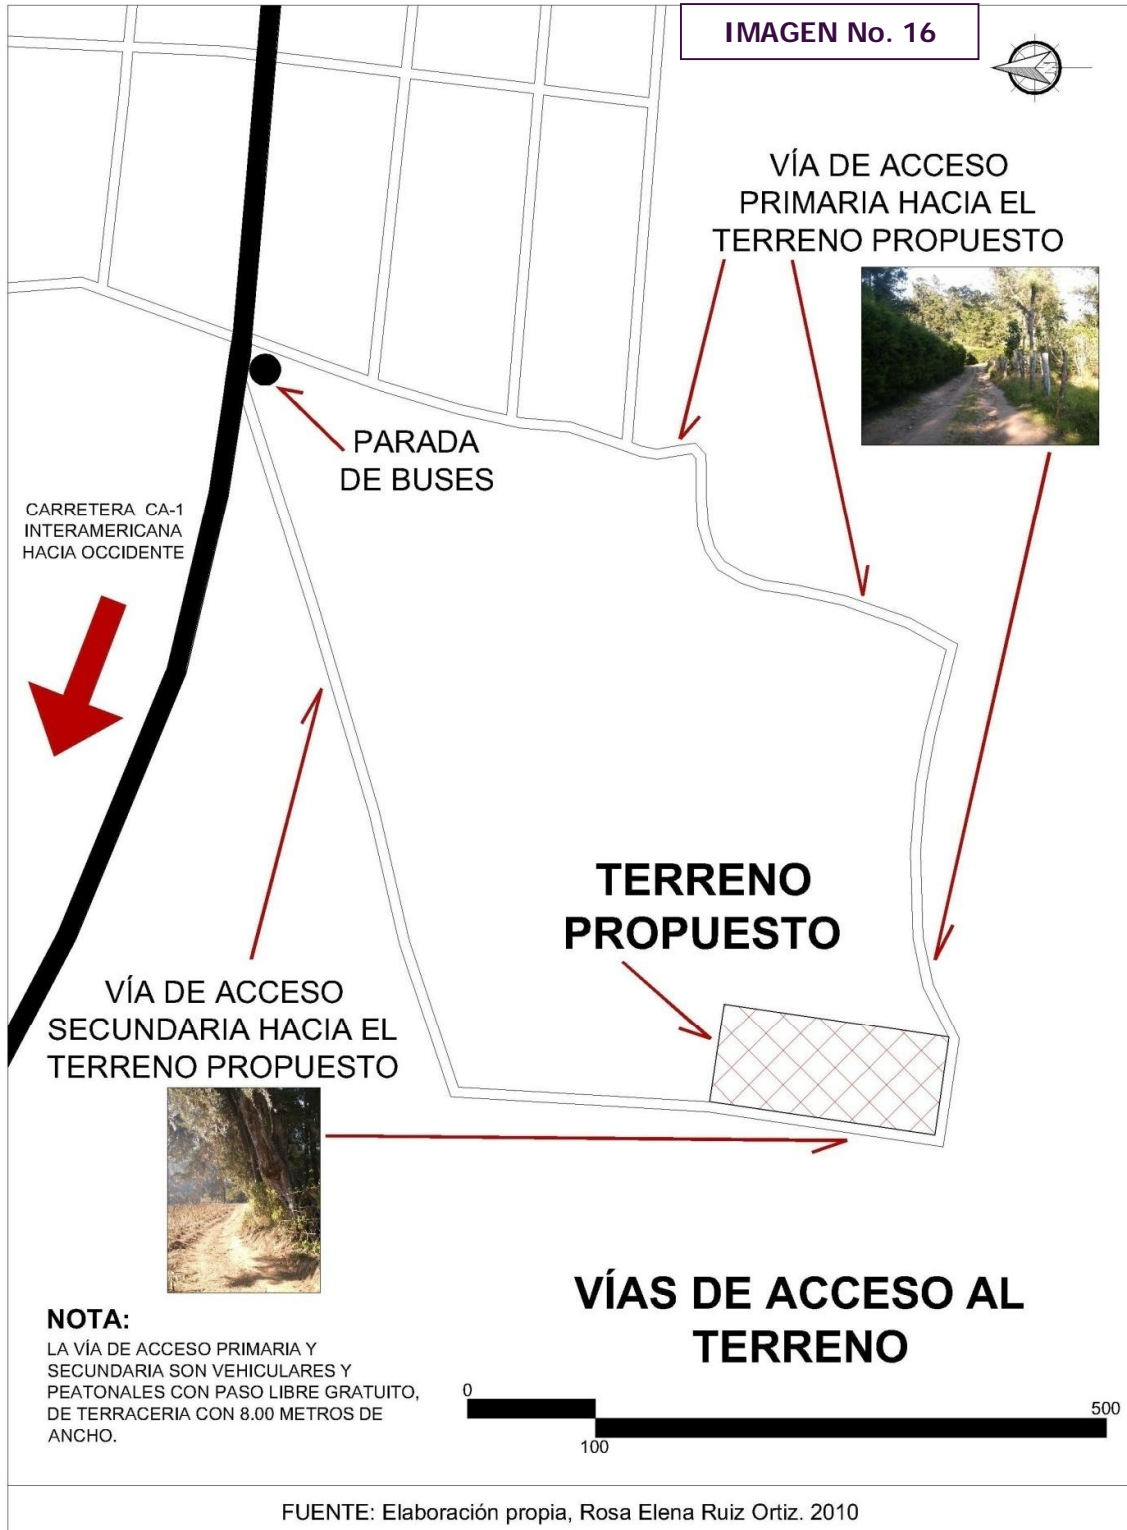 IMAGEN No. 16
VÍA DE ACCESO
PRIMARIA HACIA EL
TERRENO PROPUESTO
PARADA
DE BUSES
CARRETERA CA-1
INTERAMERICANA
HACIA OCCIDENTE
TERRENO
PROPUESTO
VÍA DE ACCESO
SECUNDARIA HACIA EL
TERRENO PROPUESTO
VÍAS DE ACCESO AL
TERRENO
NOTA:
LA VÍA DE ACCESO PRIMARIA Y
SECUNDARIA SON VEHICULARES Y
PEATONALES CON PASO LIBRE GRATUITO,
DE TERRACERIA CON 8.00 METROS DE
ANCHO.
0
500
100
FUENTE: Elaboración propia, Rosa Elena Ruiz Ortiz. 2010